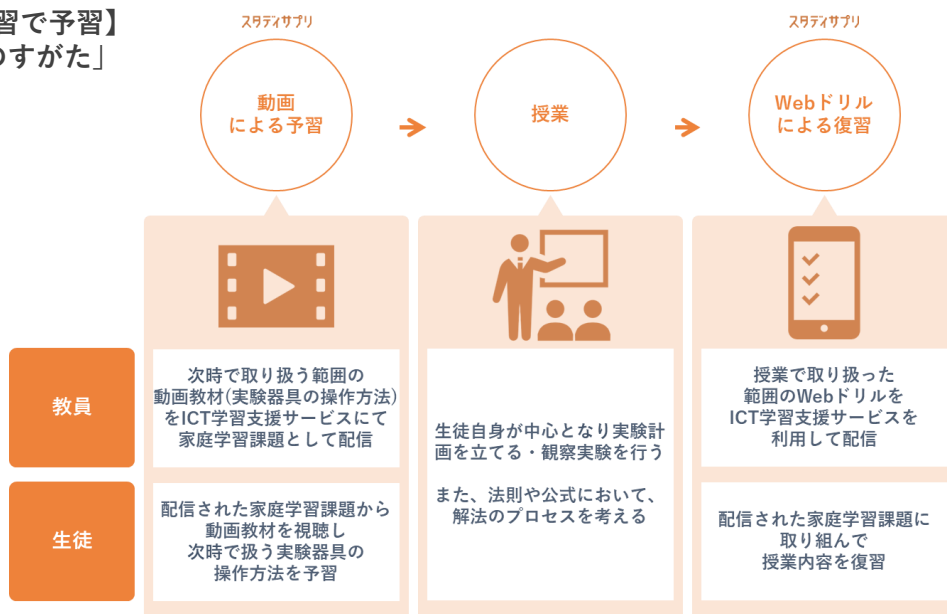 習で予習】
のすがた」
スタディサプリ
動画
による予習
授業
スタディサプリ
Webドリル
による復習
教員
次時で取り扱う範囲の
動画教材(実験器具の操作方法)
をICT学習支援サービスにて
家庭学習課題として配信
生徒自身が中心となり実験計
画を立てる・観察実験を行う
また、法則や公式において、
解法のプロセスを考える
授業で取り扱った
範囲のWebドリルを
ICT学習支援サービスを
利用して配信
生徒
配信された家庭学習課題から
動画教材を視聴し
次時で扱う実験器具の
操作方法を予習
配信された家庭学習課題に
取り組んで
授業内容を復習